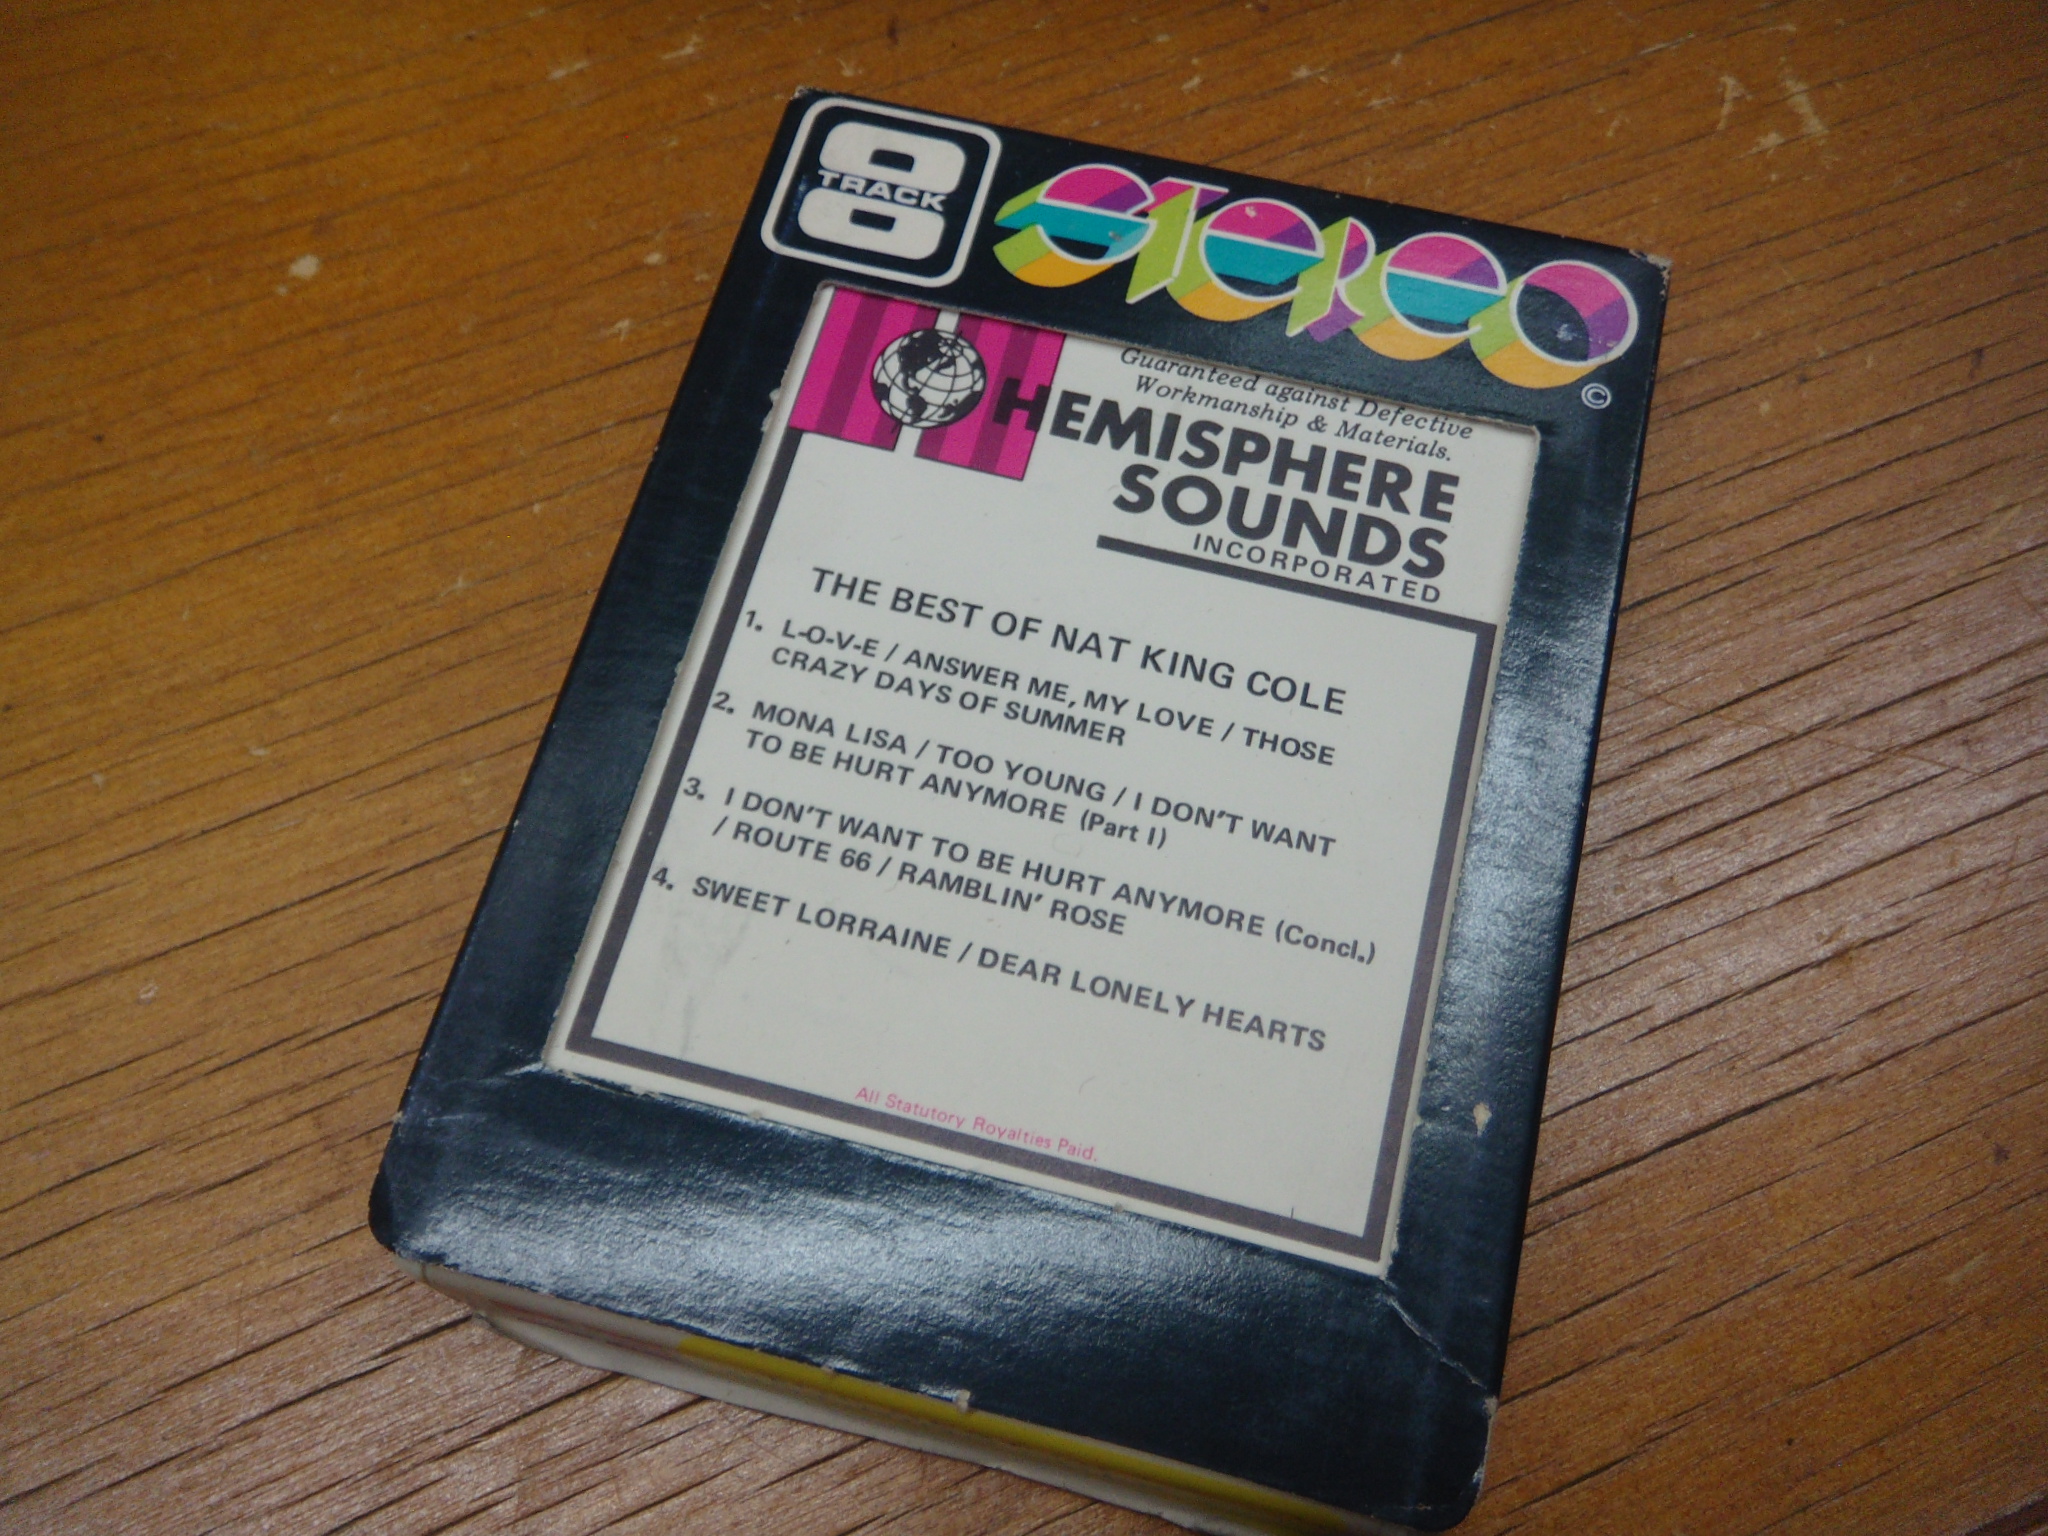 8
TRACK
STEREO
©
Guaranteed against Defective
Workmanship & Materials.
HEMISPHERE
SOUNDS
INCORPORATED
THE BEST OF NAT KING COLE
1. L-O-V-E / ANSWER ME, MY LOVE / THOSE
CRAZY DAYS OF SUMMER
2. MONA LISA / TOO YOUNG / I DON'T WANT
TO BE HURT ANYMORE (Part I)
3. I DON'T WANT TO BE HURT ANYMORE (Concl.)
/ ROUTE 66 / RAMBLIN' ROSE
4. SWEET LORRAINE / DEAR LONELY HEARTS
All Statutory Royalties Paid.